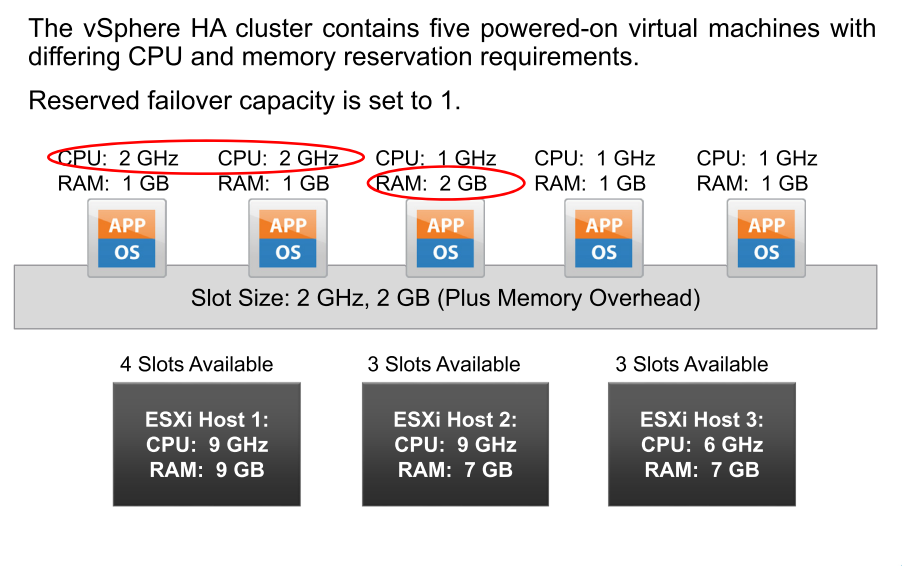 The vSphere HA cluster contains five powered-on virtual machines with
differing CPU and memory reservation requirements.
Reserved failover capacity is set to 1.
CPU: 2 GHz CPU: 2 GHz CPU: 1 GHz CPU: 1 GHz CPU: 1 GHz
RAM: 1 GB RAM: 1 GB RAM: 2 GB RAM: 1 GB RAM: 1 GB
APP APP APP APP APP
OS OS OS OS OS
Slot Size: 2 GHz, 2 GB (Plus Memory Overhead)
4 Slots Available 3 Slots Available 3 Slots Available
ESXi Host 1: ESXi Host 2: ESXi Host 3:
CPU: 9 GHz CPU: 9 GHz CPU: 6 GHz
RAM: 9 GB RAM: 7 GB RAM: 7 GB